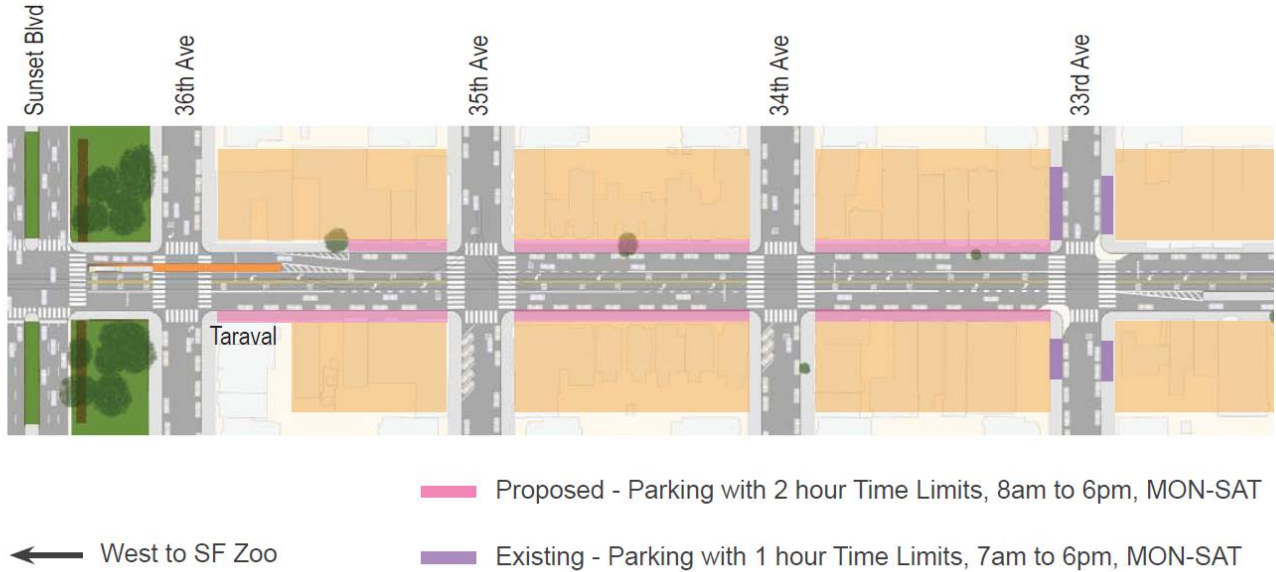 Sunset Blvd
36th Ave
35th Ave
34th Ave
33rd Ave
Taraval
Proposed - Parking with 2 hour Time Limits, 8am to 6pm, MON-SAT
West to SF Zoo
Existing - Parking with 1 hour Time Limits, 7am to 6pm, MON-SAT